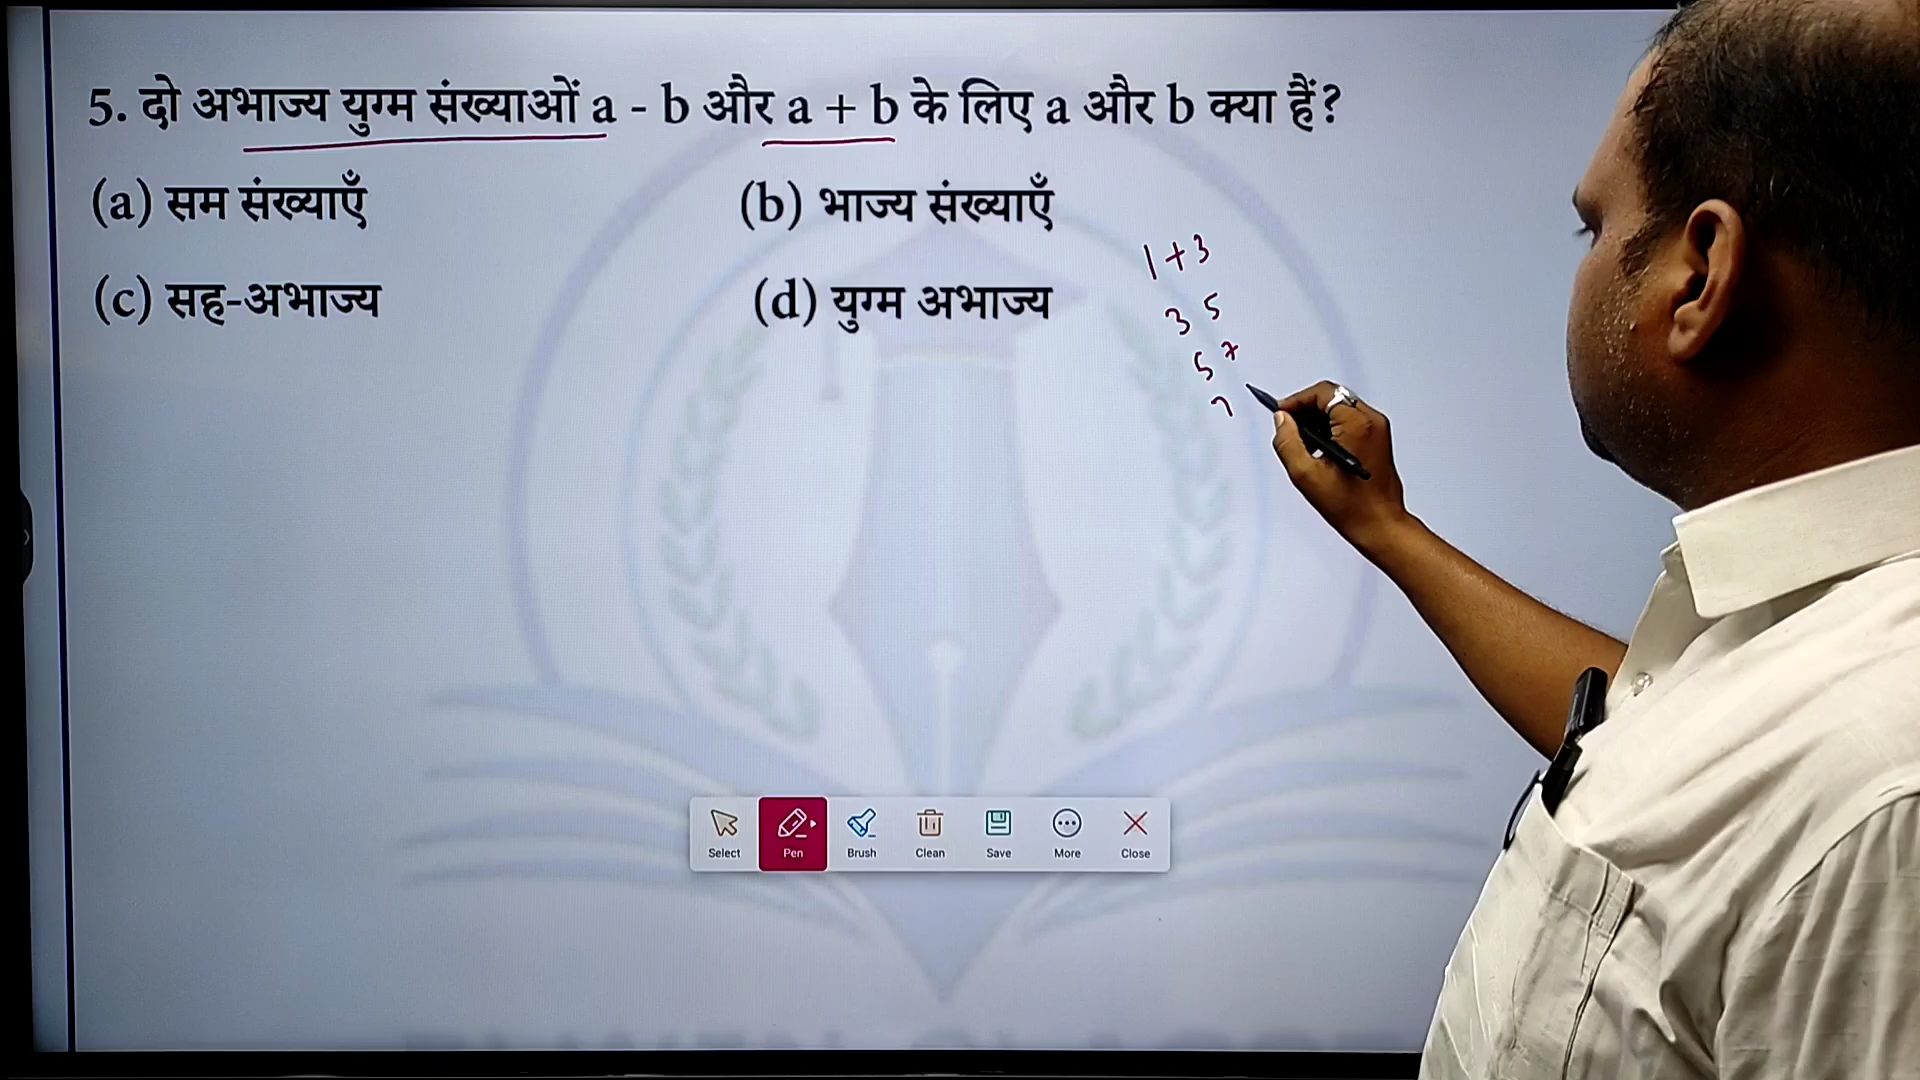 5. दो अभाज्य युग्म संख्याओं a - b और a + b के लिए a और b क्या हैं?
(a) सम संख्याएँ (b) भाज्य संख्याएँ
(c) सह-अभाज्य (d) युग्म अभाज्य
1 + 3
3 5
5 7
7
Select Pen Brush Clean Save More Close